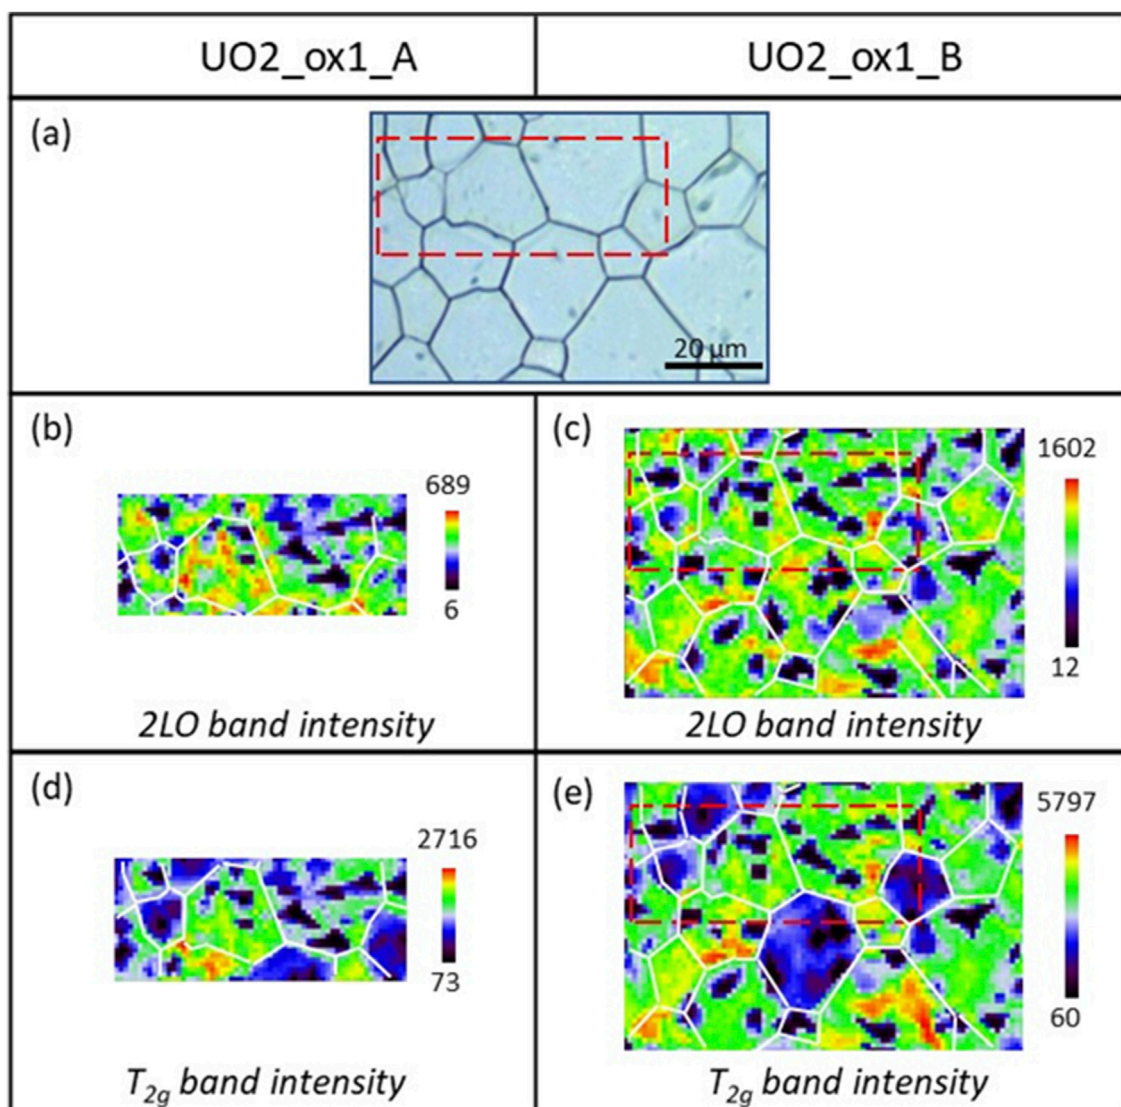 UO2_ox1_A
UO2_ox1_B
(a)
20 µm
(b)
689
6
2LO band intensity
(c)
1602
12
2LO band intensity
(d)
2716
73
T2g band intensity
(e)
5797
60
T2g band intensity